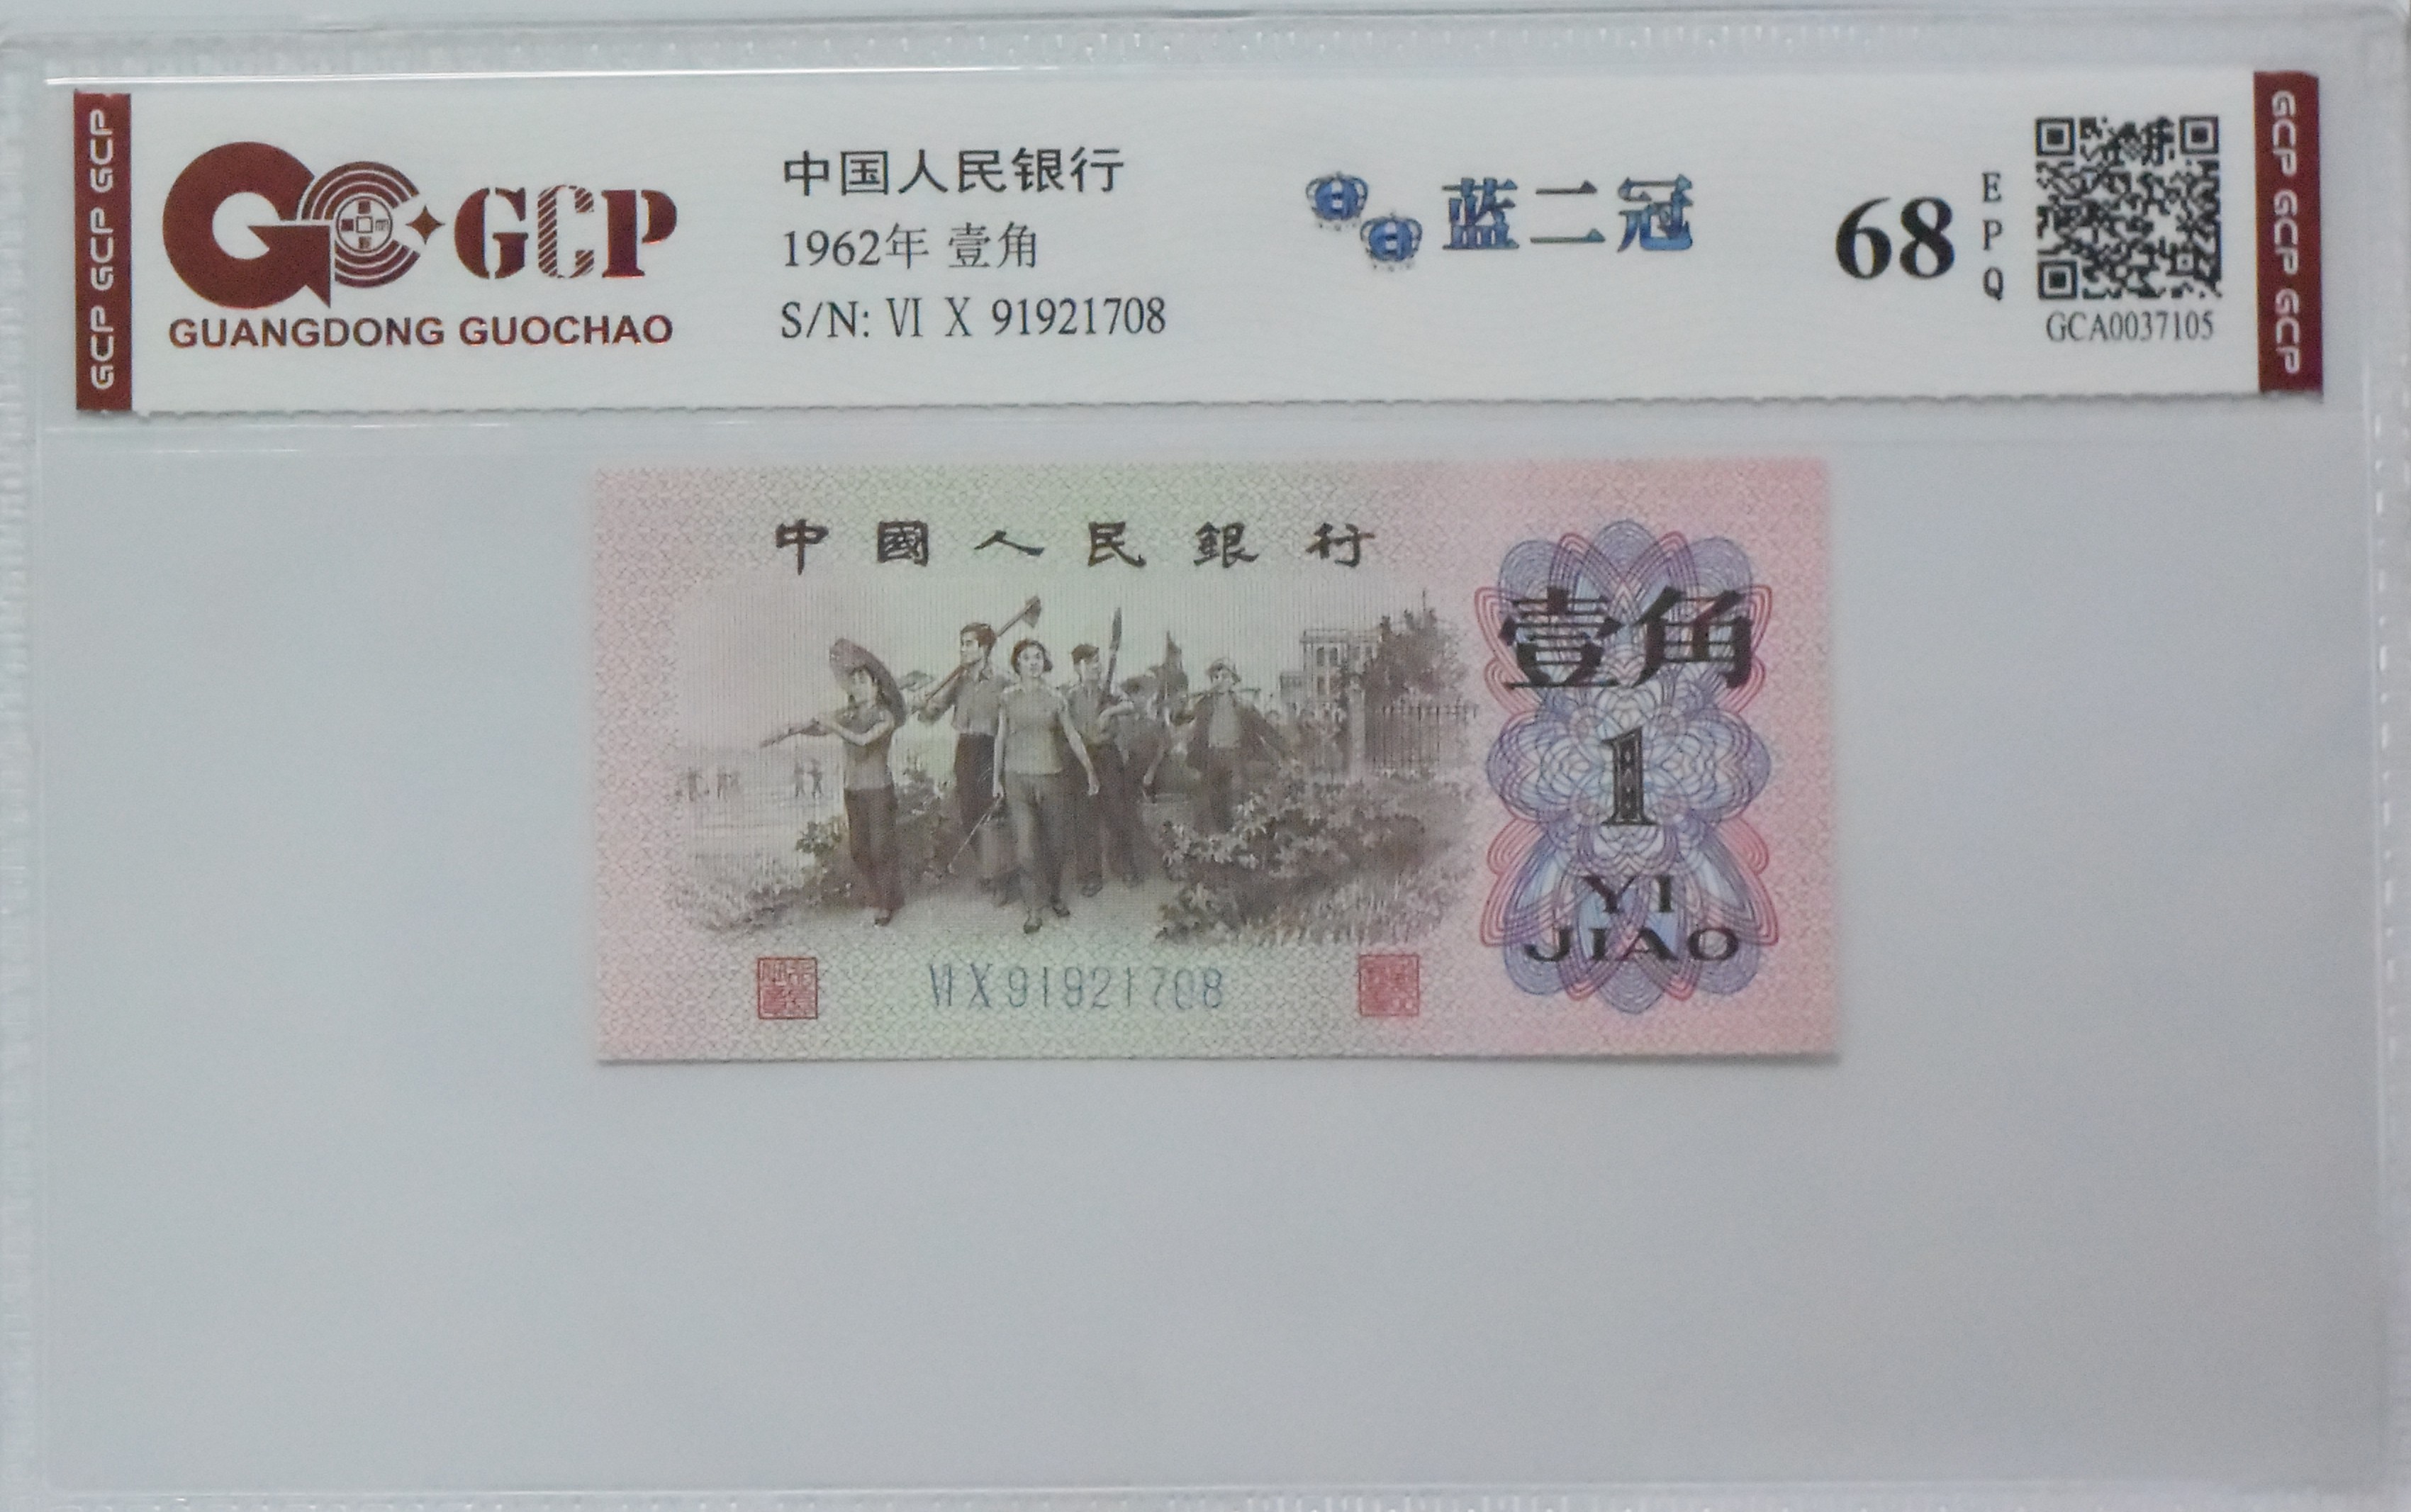 GCP GCP GCP
GCP
GUANGDONG GUOCHAO
中国人民银行
1962年 壹角
S/N: Ⅵ X 91921708
蓝二冠
68
EPQ
GCA0037105
GCP GCP GCP
中國人民銀行
壹角
1
YI
JIAO
ⅥX91921708